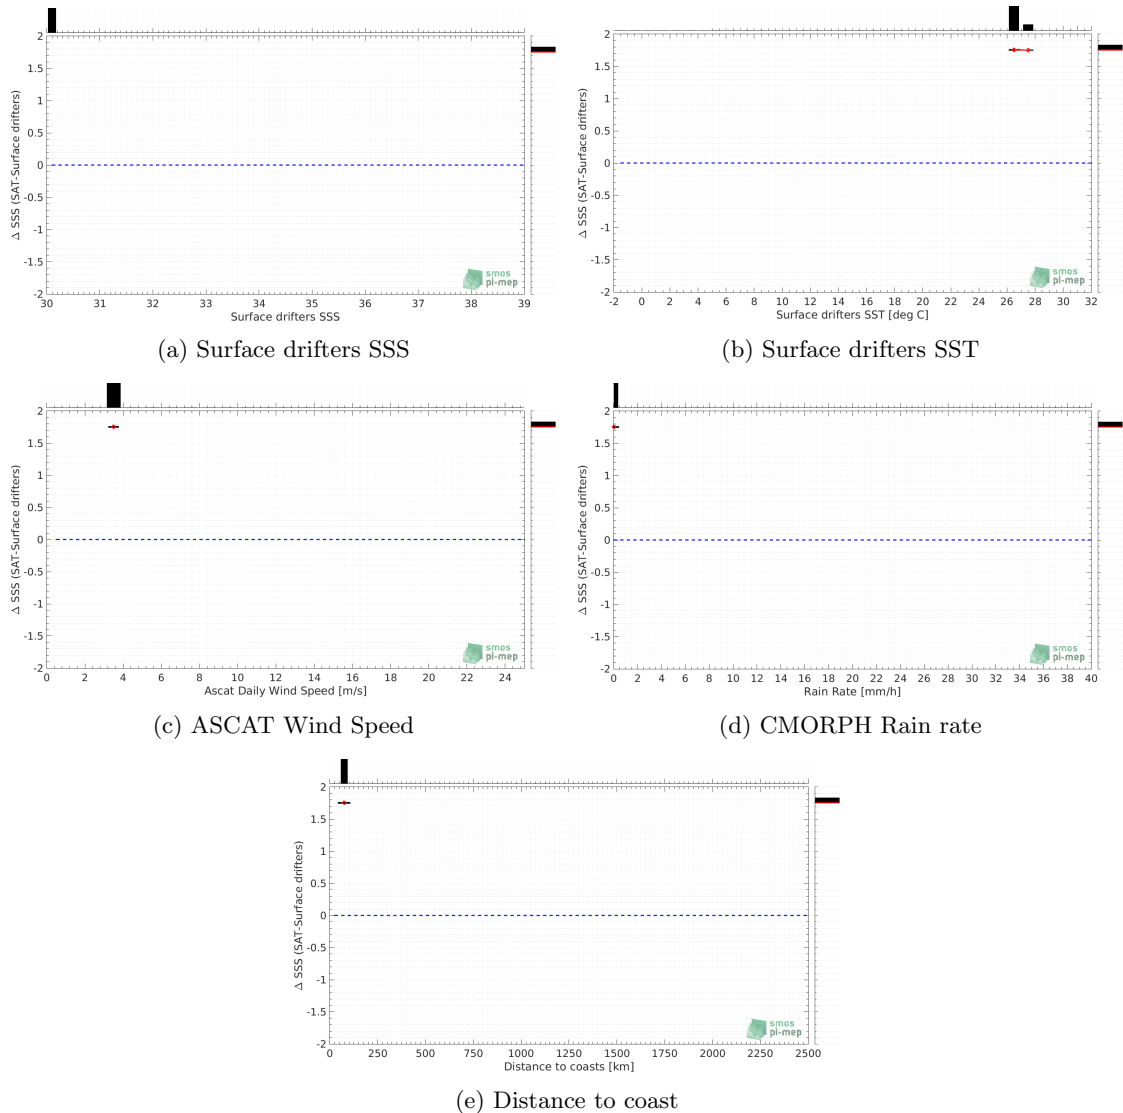 2
1.5
1
0.5
0
-0.5
-1
-1.5
-2
Δ SSS (SAT-Surface drifters)
smos
pi-mep
30 31 32 33 34 35 36 37 38 39
Surface drifters SSS
(a) Surface drifters SSS
2
1.5
1
0.5
0
-0.5
-1
-1.5
-2
Δ SSS (SAT-Surface drifters)
smos
pi-mep
-2 0 2 4 6 8 10 12 14 16 18 20 22 24 26 28 30 32
Surface drifters SST [deg C]
(b) Surface drifters SST
2
1.5
1
0.5
0
-0.5
-1
-1.5
-2
Δ SSS (SAT-Surface drifters)
smos
pi-mep
0 2 4 6 8 10 12 14 16 18 20 22 24
Ascat Daily Wind Speed [m/s]
(c) ASCAT Wind Speed
2
1.5
1
0.5
0
-0.5
-1
-1.5
-2
Δ SSS (SAT-Surface drifters)
smos
pi-mep
0 2 4 6 8 10 12 14 16 18 20 22 24 26 28 30 32 34 36 38 40
Rain Rate [mm/h]
(d) CMORPH Rain rate
2
1.5
1
0.5
0
-0.5
-1
-1.5
-2
Δ SSS (SAT-Surface drifters)
smos
pi-mep
0 250 500 750 1000 1250 1500 1750 2000 2250 2500
Distance to coasts [km]
(e) Distance to coast